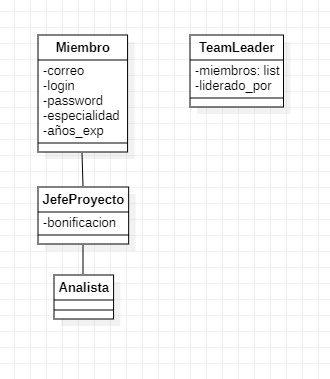 Miembro
-correo
-login
-password
-especialidad
-años_exp
TeamLeader
-miembros: list
-liderado_por
JefeProyecto
-bonificacion
Analista